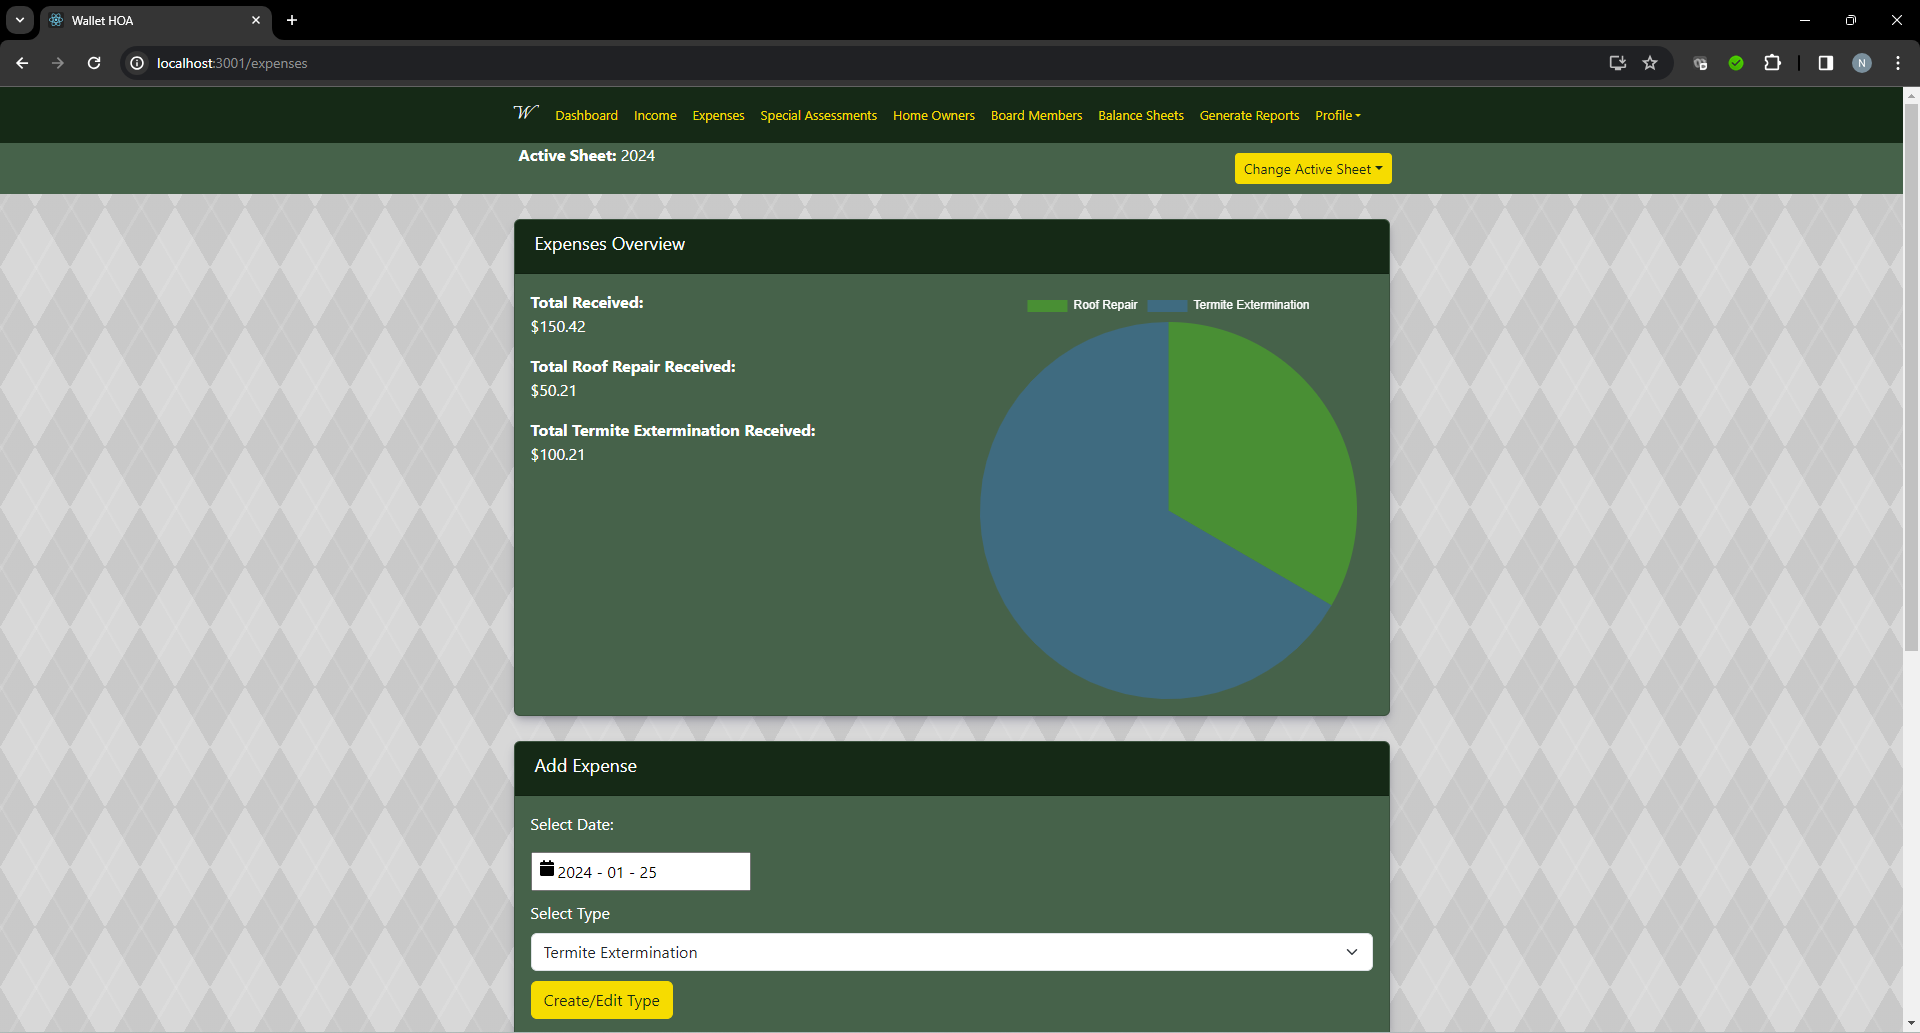 Wallet HOA
localhost:3001/expenses
N
W Dashboard Income Expenses Special Assessments Home Owners Board Members Balance Sheets Generate Reports Profile
Active Sheet: 2024
Change Active Sheet
Expenses Overview
Total Received:
$150.42
Total Roof Repair Received:
$50.21
Total Termite Extermination Received:
$100.21
Roof Repair Termite Extermination
Add Expense
Select Date:
2024 - 01 - 25
Select Type
Termite Extermination
Create/Edit Type